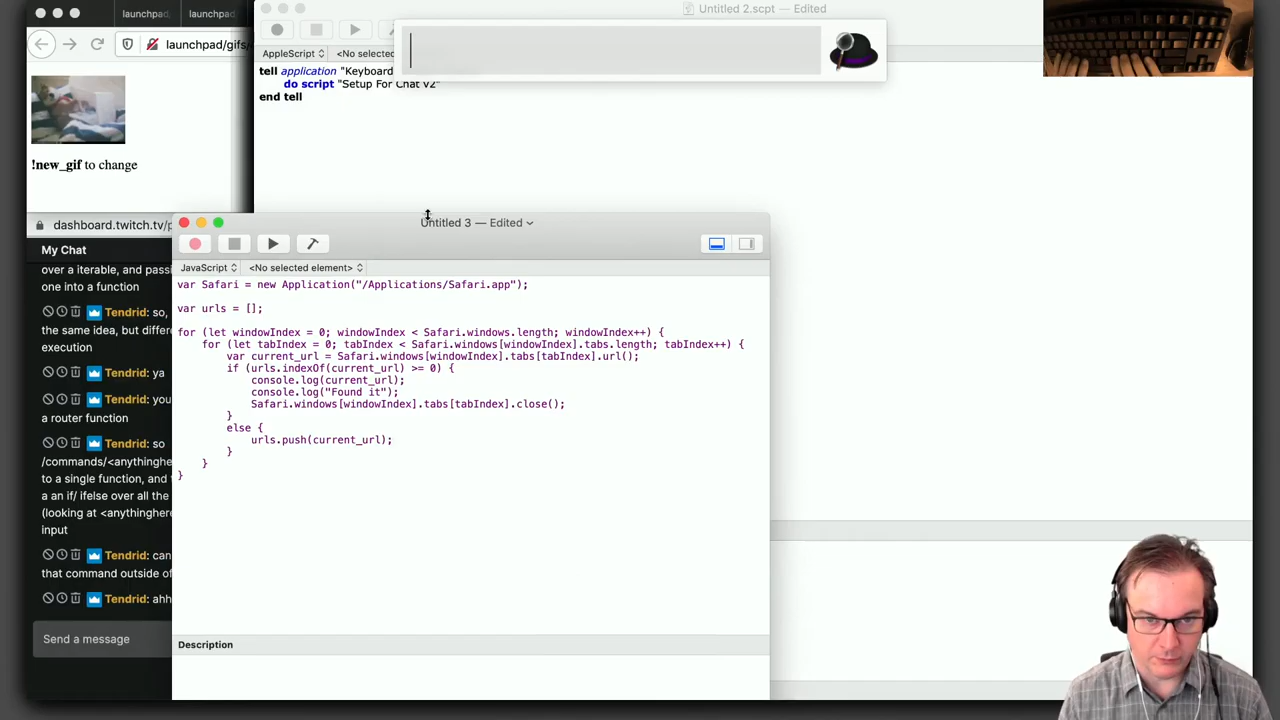 launchpad
launchpad
launchpad/gifs/
!new_gif to change
dashboard.twitch.tv/p
My Chat
over a iterable, and passi
one into a function
Tendrid: so,
the same idea, but differe
execution
Tendrid: ya
Tendrid: you
a router function
Tendrid: so
/commands/<anythinghe
to a single function, and
a an if/ ifelse over all the
(looking at <anythinghere
input
Tendrid: can
that command outside of
Tendrid: ahh
Send a message
Untitled 2.scpt — Edited
AppleScript
<No selected
tell application "Keyboard
do script "Setup For Chat V2"
end tell
Untitled 3 — Edited
JavaScript
<No selected element>
var Safari = new Application("/Applications/Safari.app");
var urls = [];
for (let windowIndex = 0; windowIndex < Safari.windows.length; windowIndex++) {
for (let tabIndex = 0; tabIndex < Safari.windows[windowIndex].tabs.length; tabIndex++) {
var current_url = Safari.windows[windowIndex].tabs[tabIndex].url();
if (urls.indexOf(current_url) >= 0) {
console.log(current_url);
console.log("Found it");
Safari.windows[windowIndex].tabs[tabIndex].close();
}
else {
urls.push(current_url);
}
}
}
Description